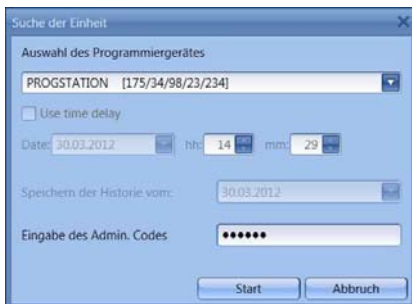 Suche der Einheit
Auswahl des Programmiergerätes
PROGSTATION [175/34/98/23/234]
Use time delay
Date: 30.03.2012 hh: 14 mm: 29
Speichern der Historie vom: 30.03.2012
Eingabe des Admin. Codes ●●●●●●
Start Abbruch